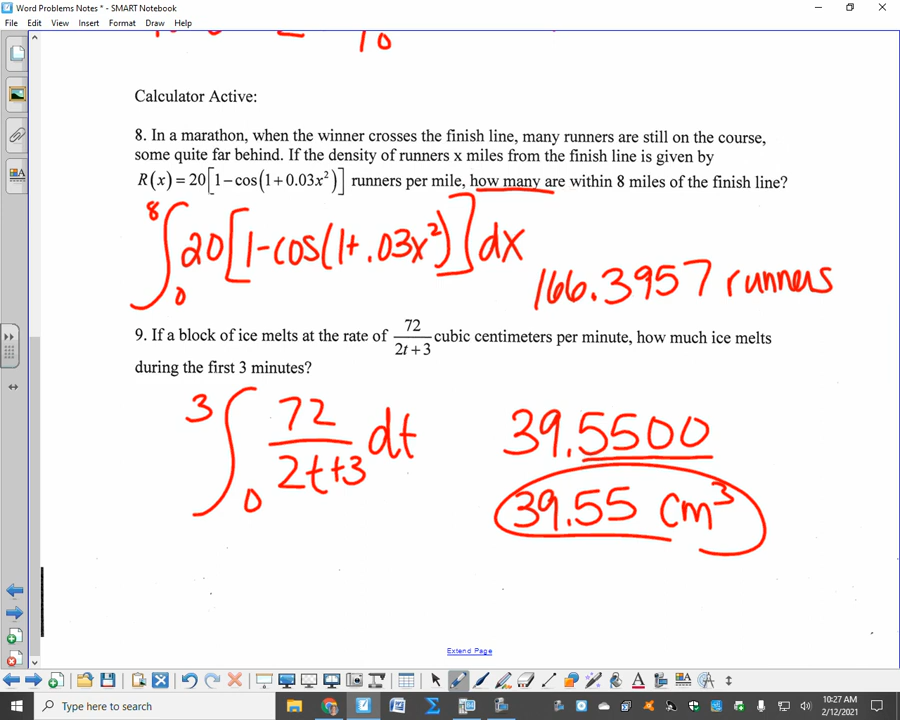 Word Problems Notes * - SMART Notebook
File Edit View Insert Format Draw Help
10
Calculator Active:
8. In a marathon, when the winner crosses the finish line, many runners are still on the course,
some quite far behind. If the density of runners x miles from the finish line is given by
R(x) = 20[1−cos(1+0.03x²)] runners per mile, how many are within 8 miles of the finish line?
∫₀⁸ 20[1-cos(1+.03x²)]dx
166.3957 runners
9. If a block of ice melts at the rate of 72/(2t+3) cubic centimeters per minute, how much ice melts
during the first 3 minutes?
∫₀³ 72/(2t+3) dt
39.5500
39.55 cm³
Extend Page
Type here to search
10:27 AM
2/12/2021